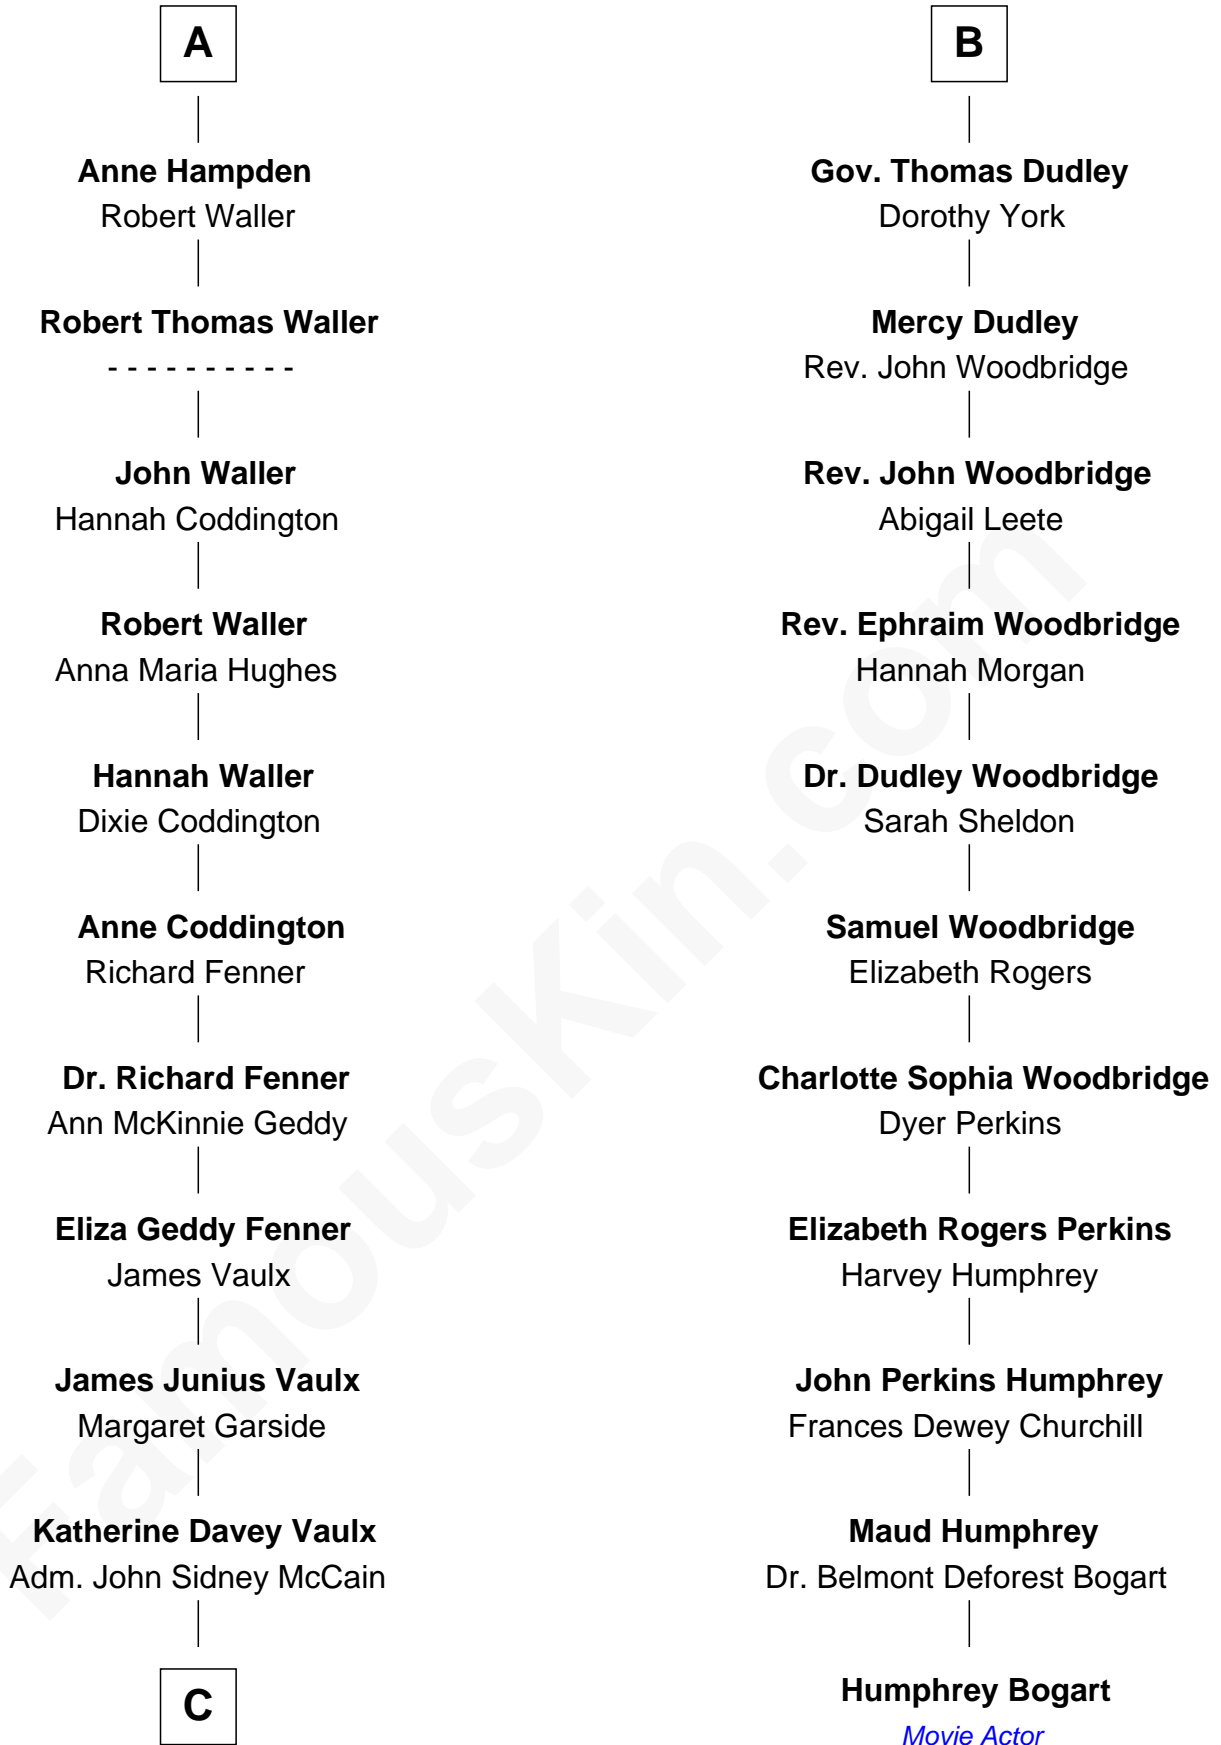 A
Anne Hampden
Robert Waller
Robert Thomas Waller
- - - - - - - - - -
John Waller
Hannah Coddington
Robert Waller
Anna Maria Hughes
Hannah Waller
Dixie Coddington
Anne Coddington
Richard Fenner
Dr. Richard Fenner
Ann McKinnie Geddy
Eliza Geddy Fenner
James Vaulx
James Junius Vaulx
Margaret Garside
Katherine Davey Vaulx
Adm. John Sidney McCain
C
B
Gov. Thomas Dudley
Dorothy York
Mercy Dudley
Rev. John Woodbridge
Rev. John Woodbridge
Abigail Leete
Rev. Ephraim Woodbridge
Hannah Morgan
Dr. Dudley Woodbridge
Sarah Sheldon
Samuel Woodbridge
Elizabeth Rogers
Charlotte Sophia Woodbridge
Dyer Perkins
Elizabeth Rogers Perkins
Harvey Humphrey
John Perkins Humphrey
Frances Dewey Churchill
Maud Humphrey
Dr. Belmont Deforest Bogart
Humphrey Bogart
Movie Actor
FamousKin.com